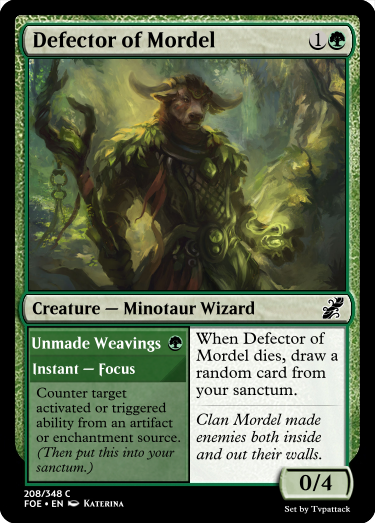 Defector of Mordel 1
Creature — Minotaur Wizard
Unmade Weavings
Instant — Focus
Counter target
activated or triggered
ability from an artifact
or enchantment source.
(Then put this into your
sanctum.)
When Defector of
Mordel dies, draw a
random card from
your sanctum.
Clan Mordel made
enemies both inside
and out their walls.
0/4
208/348 C
FOE • EN Katerina
Set by Tvpattack